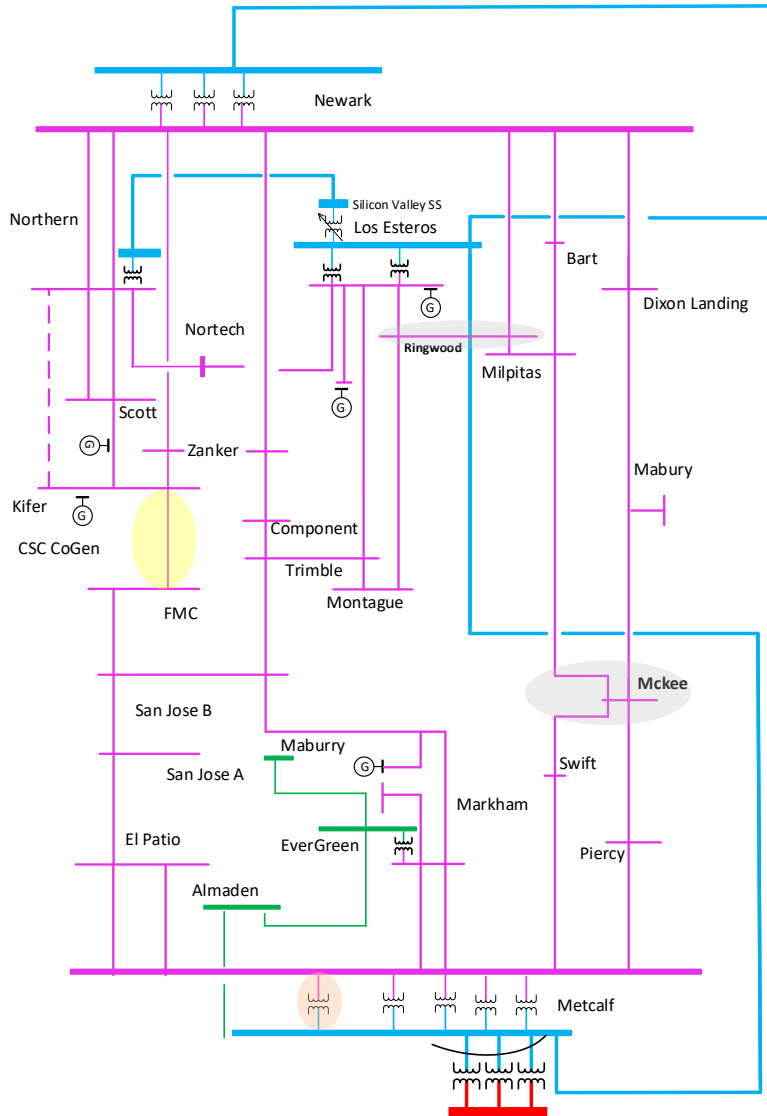 Newark
Silicon Valley SS
Northern
Los Esteros
Bart
Dixon Landing
G
Nortech
Ringwood
Milpitas
G
Scott
G
Zanker
Mabury
Kifer
G
Component
CSC CoGen
Trimble
Montague
FMC
Mckee
San Jose B
Maburry
Swift
G
San Jose A
Markham
El Patio
EverGreen
Piercy
Almaden
Metcalf